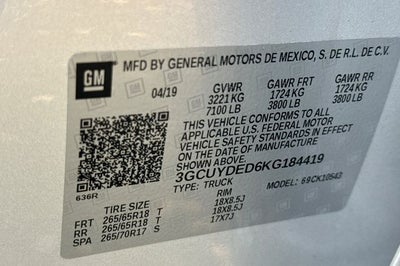 GM
MFD BY GENERAL MOTORS DE MEXICO, S. DE R.L. DE C.V.
04/19 GVWR GAWR FRT GAWR RR
3221 KG 1724 KG 1724 KG
7100 LB 3800 LB 3800 LB
THIS VEHICLE CONFORMS TO ALL
APPLICABLE U.S. FEDERAL MOTOR
VEHICLE SAFETY STANDARDS IN EFFECT
ON THE DATE OF MANUFACTURE
SHOWN ABOVE.
3GCUYDED6KG184419
636R TYPE: TRUCK MODEL: 69CK10543
TIRE SIZE RIM
FRT 265/65R18 18X8.5J
RR 265/65R18 18X8.5J
SPA 265/70R17 S 17X7J